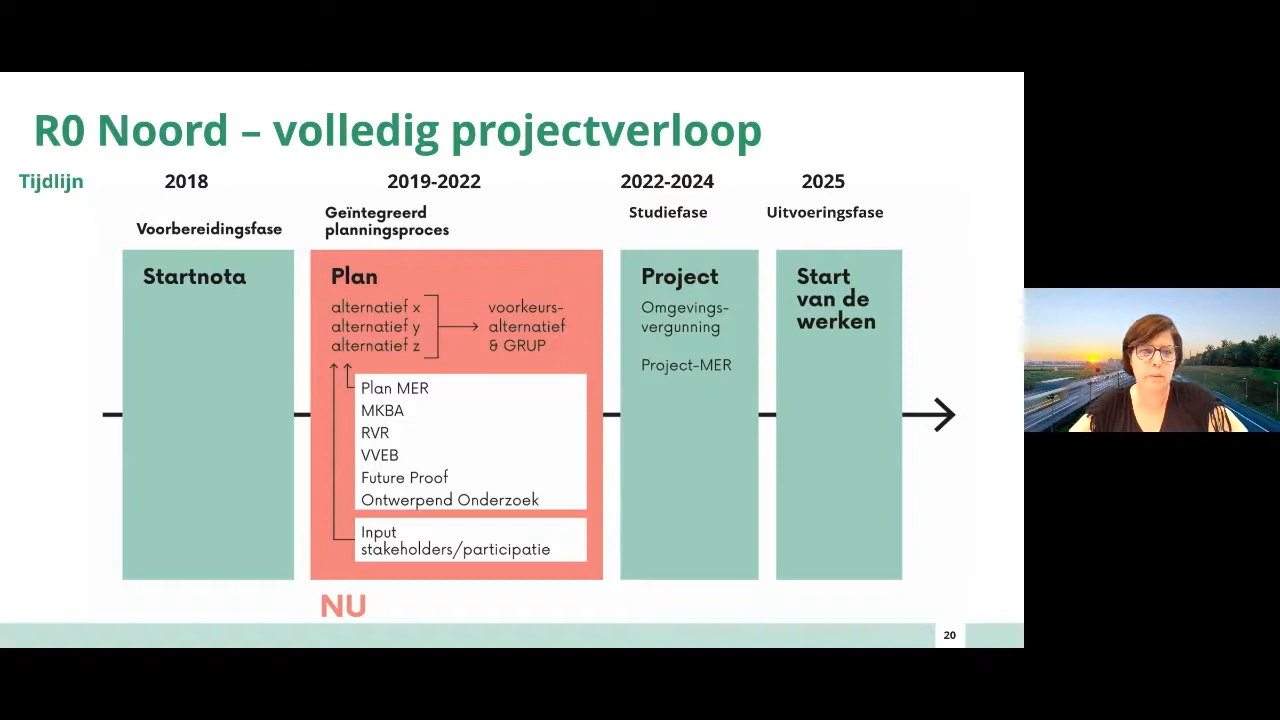 R0 Noord – volledig projectverloop
Tijdlijn
2018
2019-2022
2022-2024
2025
Voorbereidingsfase
Geïntegreerd
planningsproces
Studiefase
Uitvoeringsfase
Startnota
Plan
alternatief x
alternatief y
alternatief z
voorkeurs-
alternatief
& GRUP
Plan MER
MKBA
RVR
VVEB
Future Proof
Ontwerpend Onderzoek
Input
stakeholders/participatie
Project
Omgevings-
vergunning
Project-MER
Start
van de
werken
NU
20